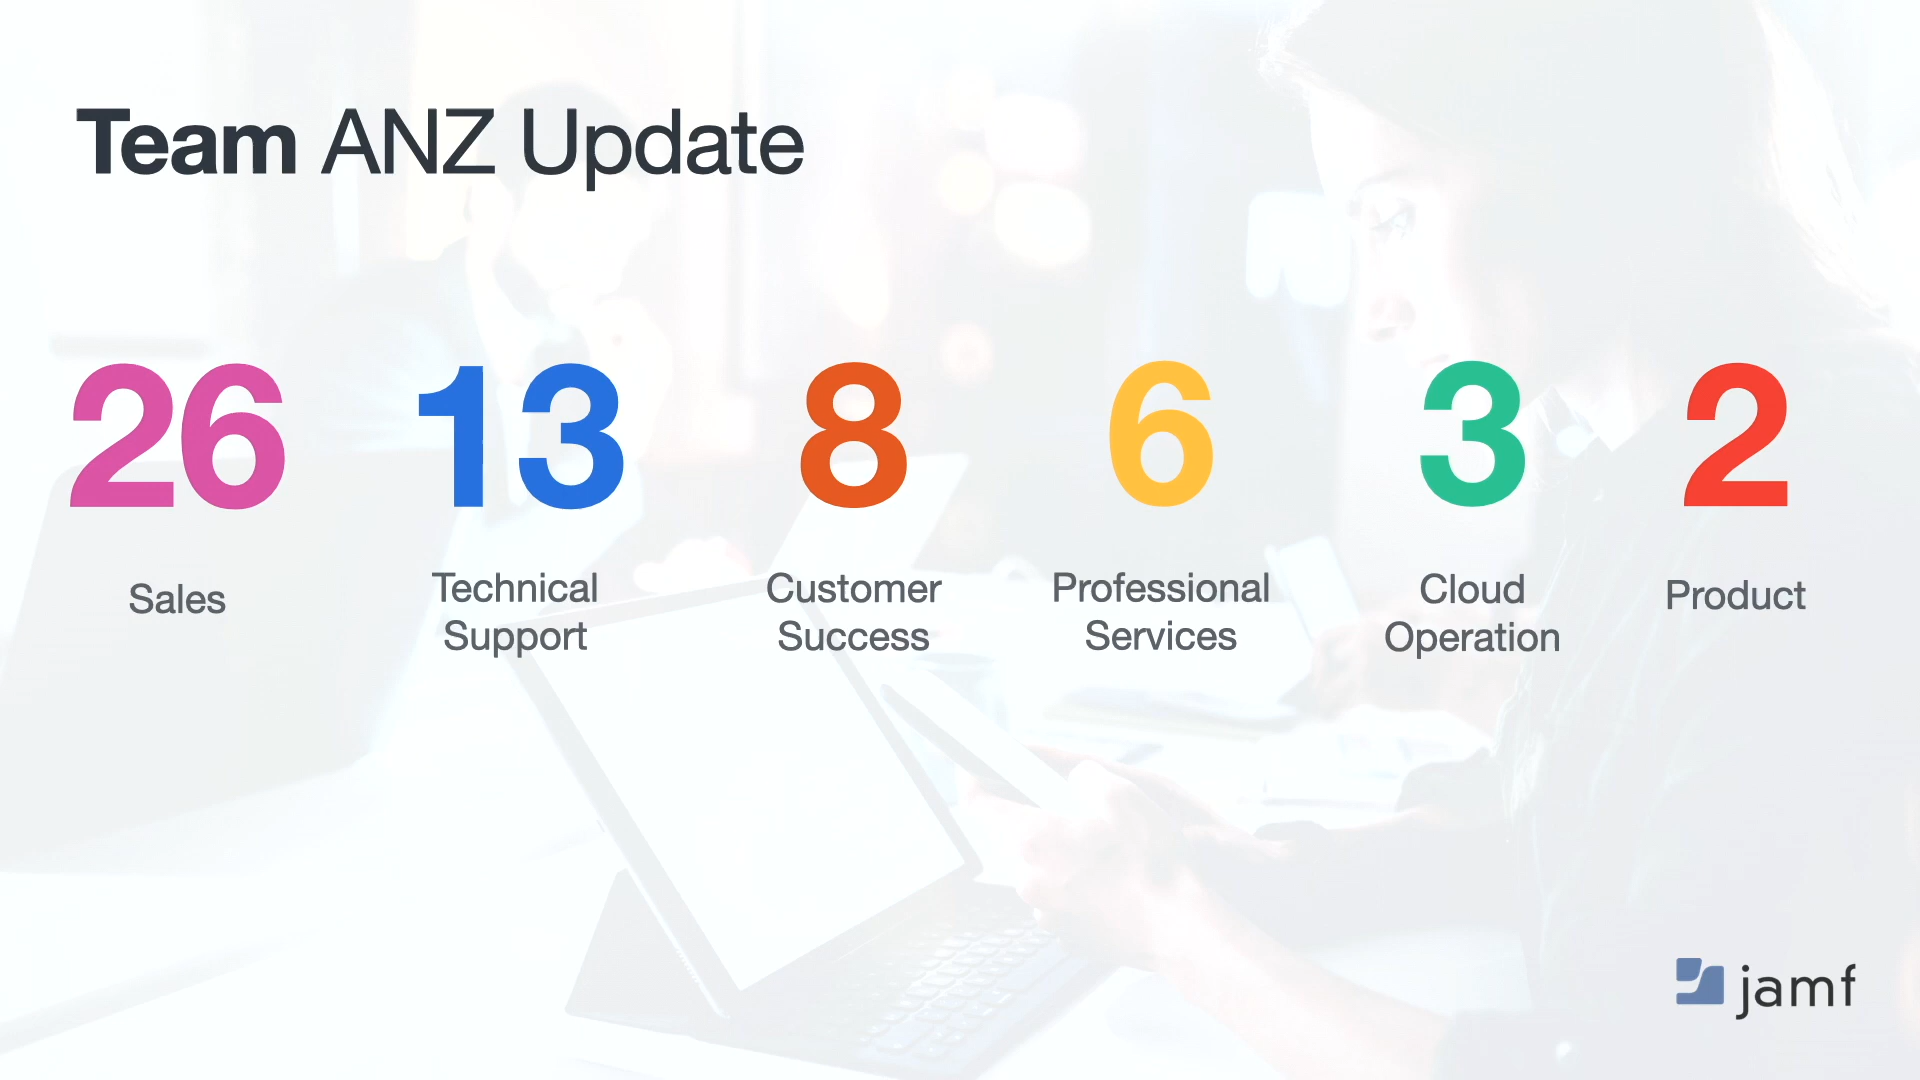 Team ANZ Update
26
13
8
6
3
2
Sales
Technical
Support
Customer
Success
Professional
Services
Cloud
Operation
Product
jamf